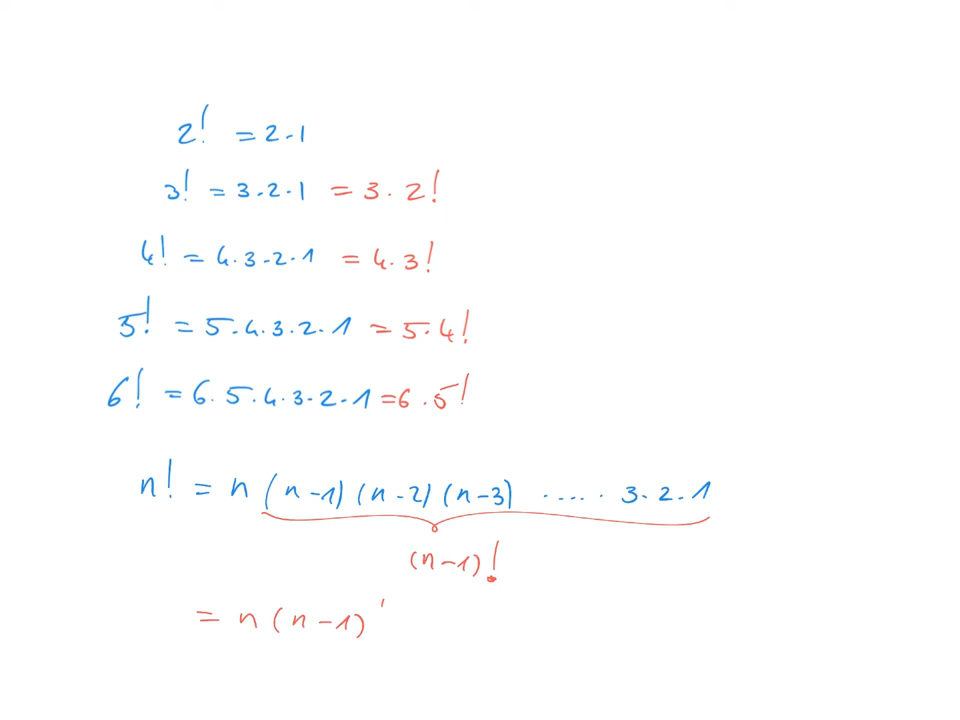 2! = 2·1
3! = 3·2·1 = 3·2!
4! = 4·3·2·1 = 4·3!
5! = 5·4·3·2·1 = 5·4!
6! = 6·5·4·3·2·1 = 6·5!
n! = n (n-1) (n-2) (n-3) ..... 3·2·1
(n-1)!
= n (n-1) '